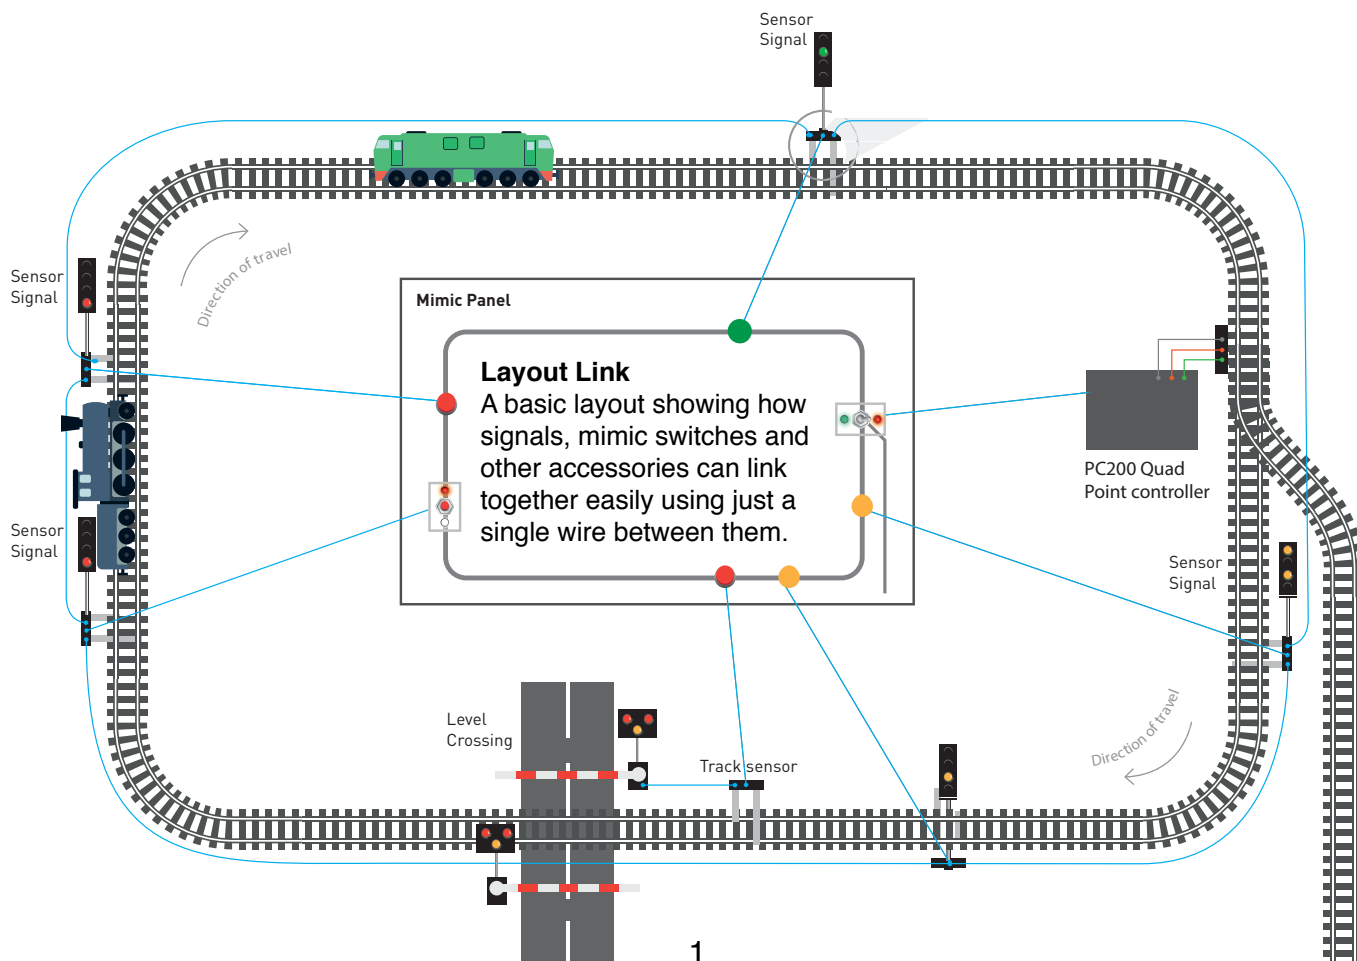 Sensor
Signal
Direction of travel
Sensor
Signal
Mimic Panel
Layout Link
A basic layout showing how
signals, mimic switches and
other accessories can link
together easily using just a
single wire between them.
PC200 Quad
Point controller
Sensor
Signal
Sensor
Signal
Level
Crossing
Track sensor
Direction of travel
1